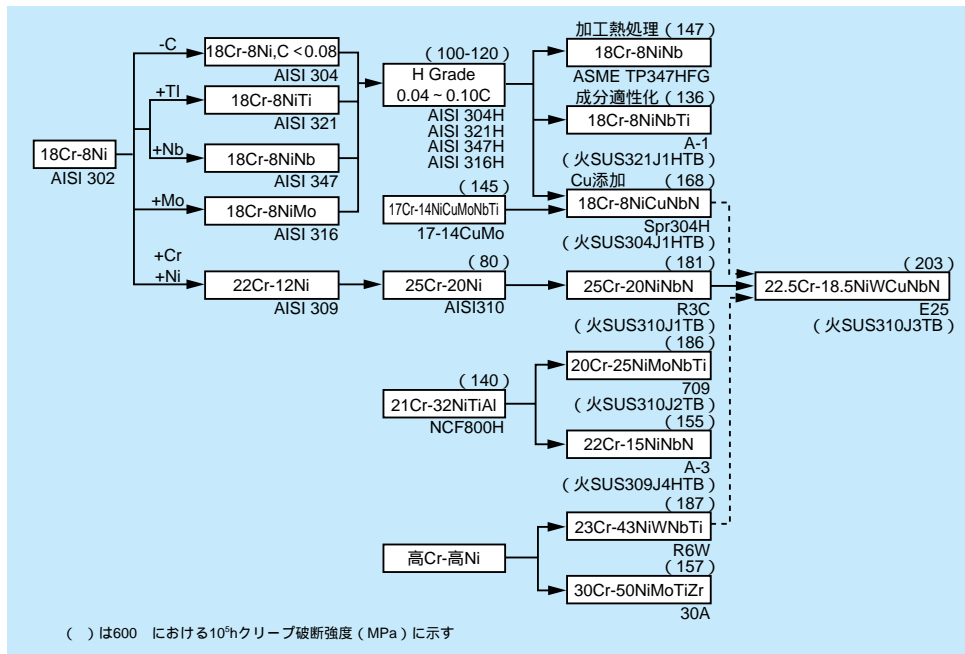 -C
18Cr-8Ni,C<0.08
AISI 304
+TI
18Cr-8NiTi
AISI 321
18Cr-8Ni
AISI 302
+Nb
18Cr-8NiNb
AISI 347
+Mo
18Cr-8NiMo
AISI 316
+Cr
+Ni
22Cr-12Ni
AISI 309
(100-120)
H Grade
0.04~0.10C
AISI 304H
AISI 321H
AISI 347H
AISI 316H
(145)
17Cr-14NiCuMoNbTi
17-14CuMo
(80)
25Cr-20Ni
AISI310
(140)
21Cr-32NiTiAl
NCF800H
高Cr-高Ni
加工熱処理(147)
18Cr-8NiNb
ASME TP347HFG
成分適性化(136)
18Cr-8NiNbTi
A-1
(火SUS321J1HTB)
Cu添加 (168)
18Cr-8NiCuNbN
Spr304H
(火SUS304J1HTB)
(181)
25Cr-20NiNbN
R3C
(火SUS310J1TB)
(186)
20Cr-25NiMoNbTi
709
(火SUS310J2TB)
(155)
22Cr-15NiNbN
A-3
(火SUS309J4HTB)
(187)
23Cr-43NiWNbTi
R6W
(157)
30Cr-50NiMoTiZr
30A
(203)
22.5Cr-18.5NiWCuNbN
E25
(火SUS310J3TB)
( )は600 における10⁵hクリープ破断強度(MPa)に示す